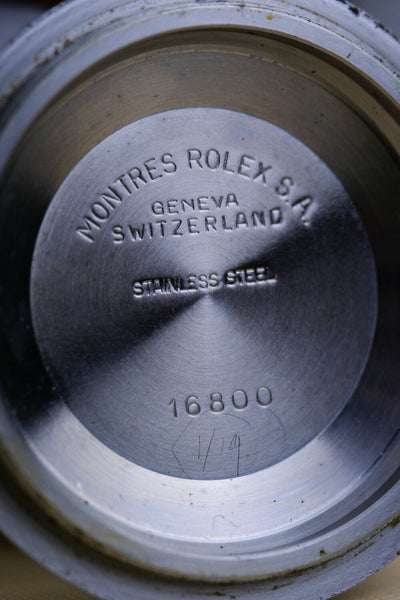 MONTRES ROLEX S.A.
GENEVA
SWITZERLAND
STAINLESS STEEL
16800